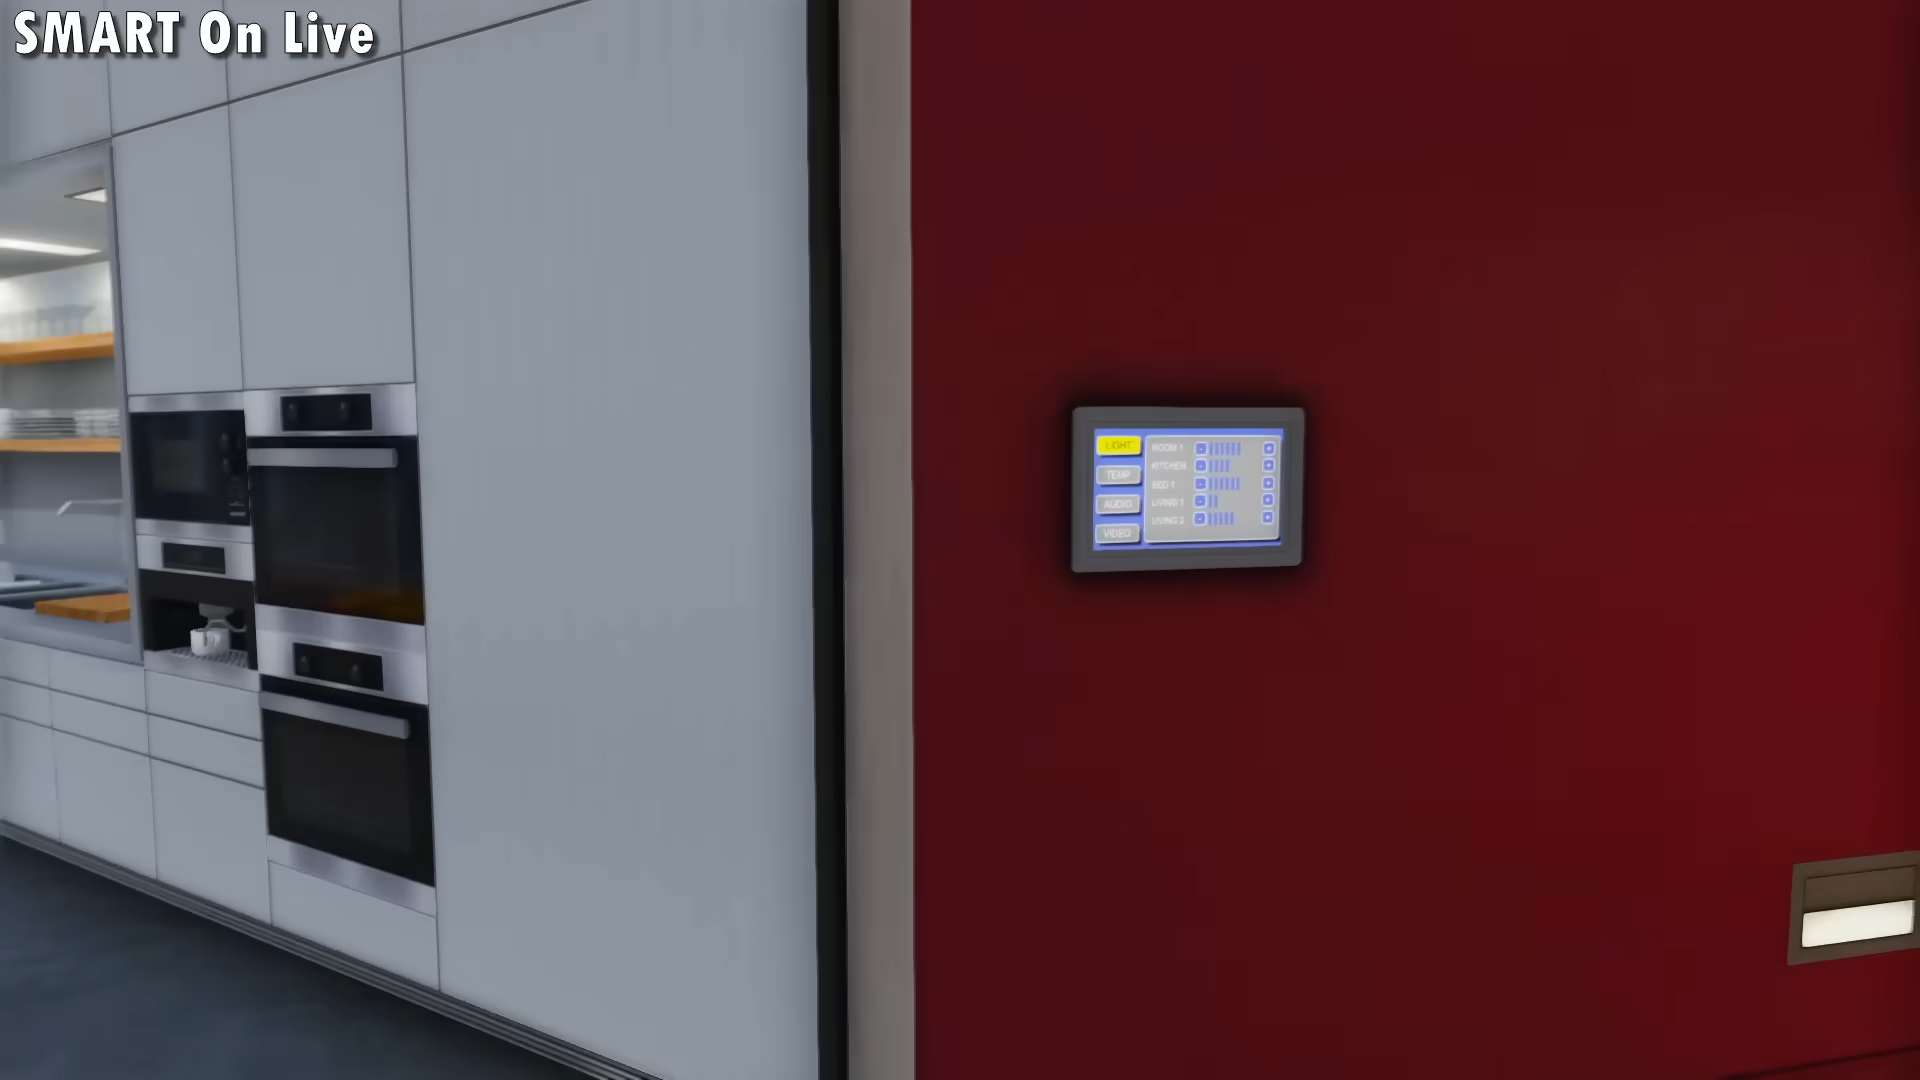 SMART On Live
LIGHT
TEMP
AUDIO
VIDEO
ROOM 1
KITCHEN
BED 1
LIVING 1
LIVING 2